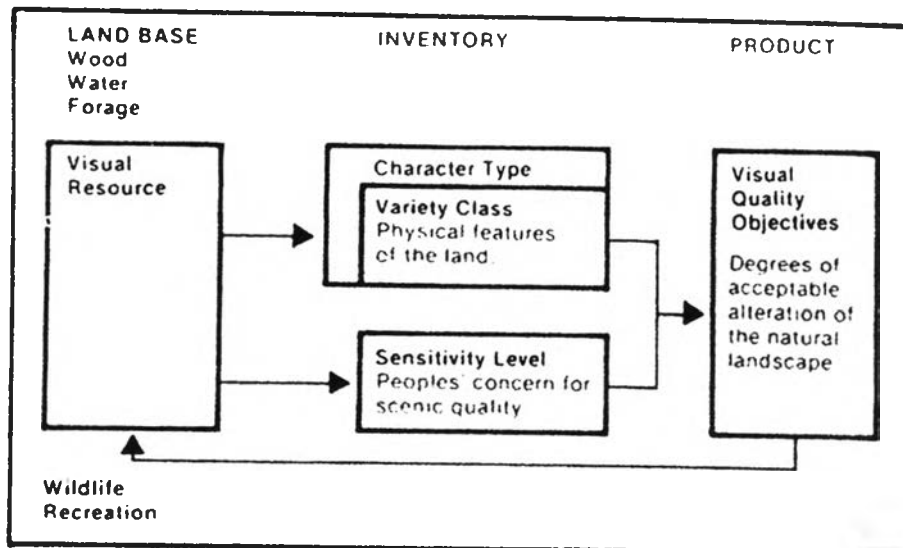 LAND BASE
Wood
Water
Forage
INVENTORY
PRODUCT
Visual
Resource
Character Type
Variety Class
Physical features
of the land.
Sensitivity Level
Peoples' concern for
scenic quality
Visual
Quality
Objectives
Degrees of
acceptable
alteration of
the natural
landscape
Wildlife
Recreation